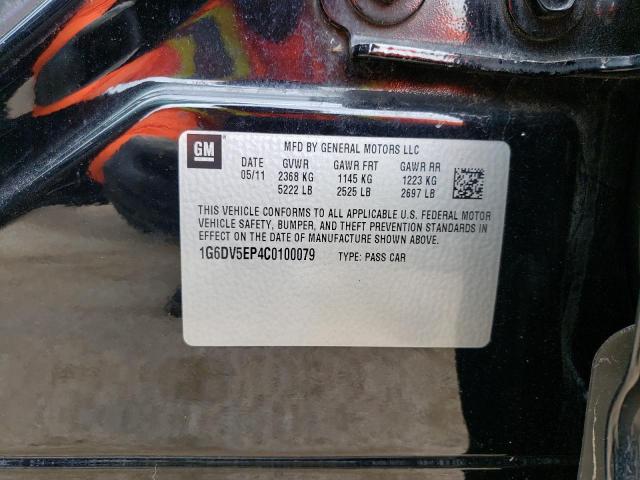 GM
MFD BY GENERAL MOTORS LLC
DATE GVWR GAWR FRT GAWR RR
05/11 2368 KG 1145 KG 1223 KG
5222 LB 2525 LB 2697 LB
THIS VEHICLE CONFORMS TO ALL APPLICABLE U.S. FEDERAL MOTOR
VEHICLE SAFETY, BUMPER, AND THEFT PREVENTION STANDARDS IN
EFFECT ON THE DATE OF MANUFACTURE SHOWN ABOVE.
1G6DV5EP4C0100079 TYPE: PASS CAR